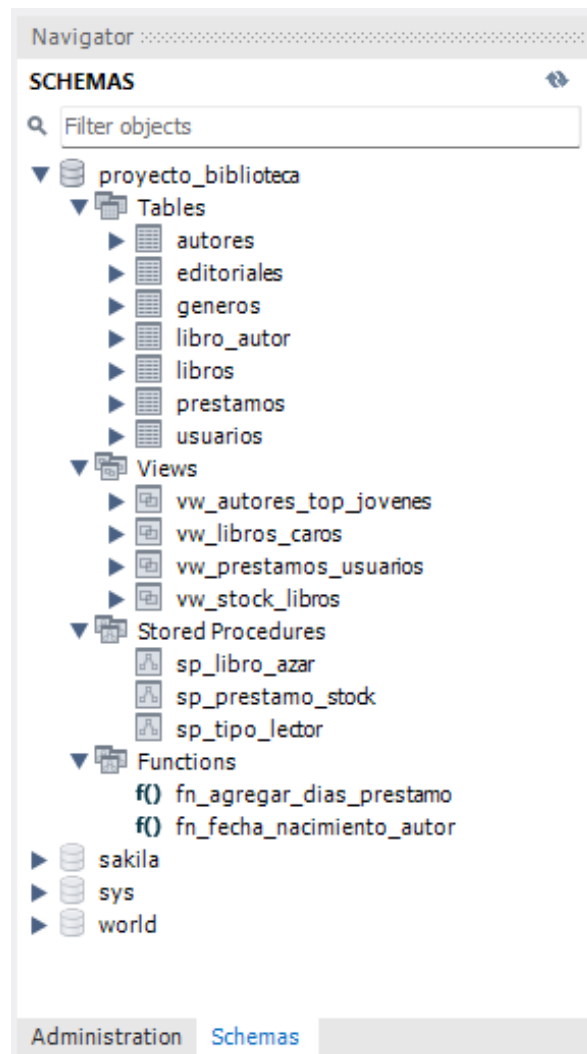 Navigator
SCHEMAS
Filter objects
proyecto_biblioteca
Tables
autores
editoriales
generos
libro_autor
libros
prestamos
usuarios
Views
vw_autores_top_jovenes
vw_libros_caros
vw_prestamos_usuarios
vw_stock_libros
Stored Procedures
sp_libro_azar
sp_prestamo_stock
sp_tipo_lector
Functions
f() fn_agregar_dias_prestamo
f() fn_fecha_nacimiento_autor
sakila
sys
world
Administration Schemas